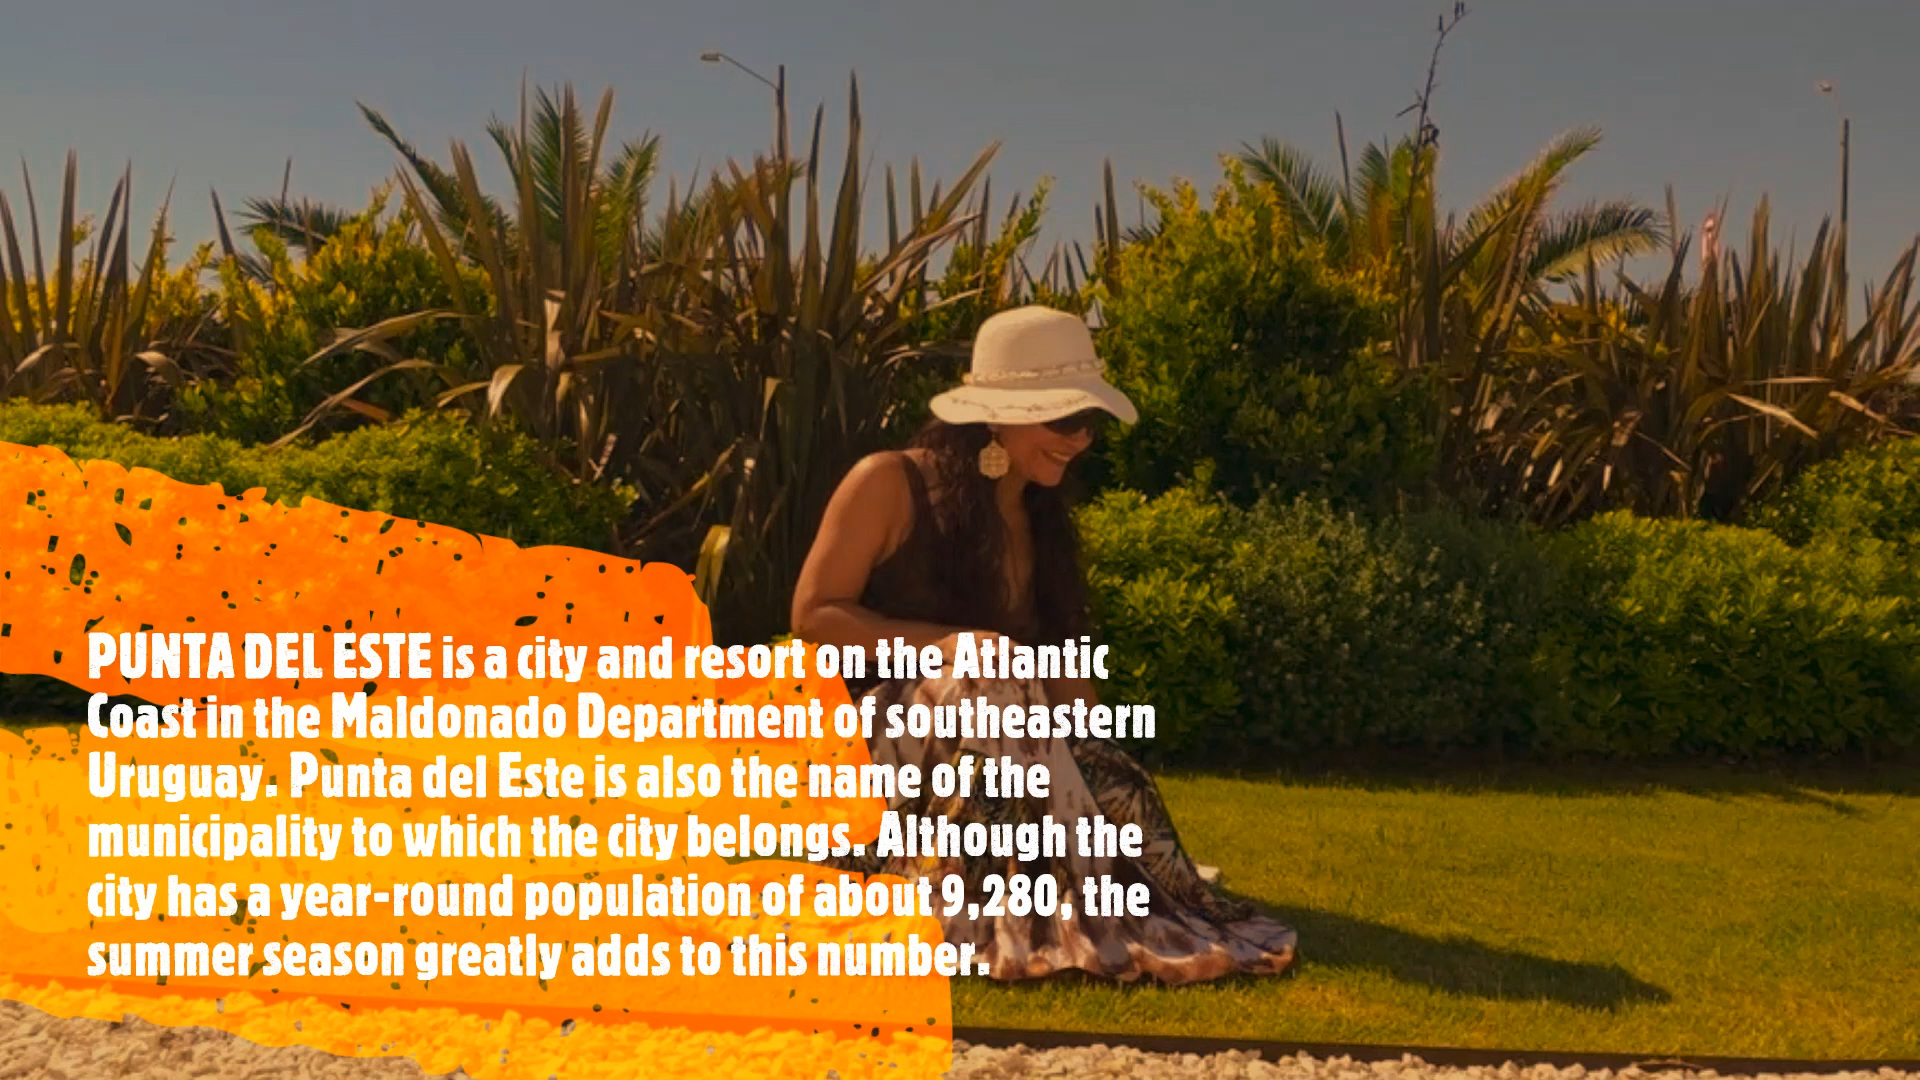 PUNTA DEL ESTE is a city and resort on the Atlantic
Coast in the Maldonado Department of southeastern
Uruguay. Punta del Este is also the name of the
municipality to which the city belongs. Although the
city has a year-round population of about 9,280, the
summer season greatly adds to this number.